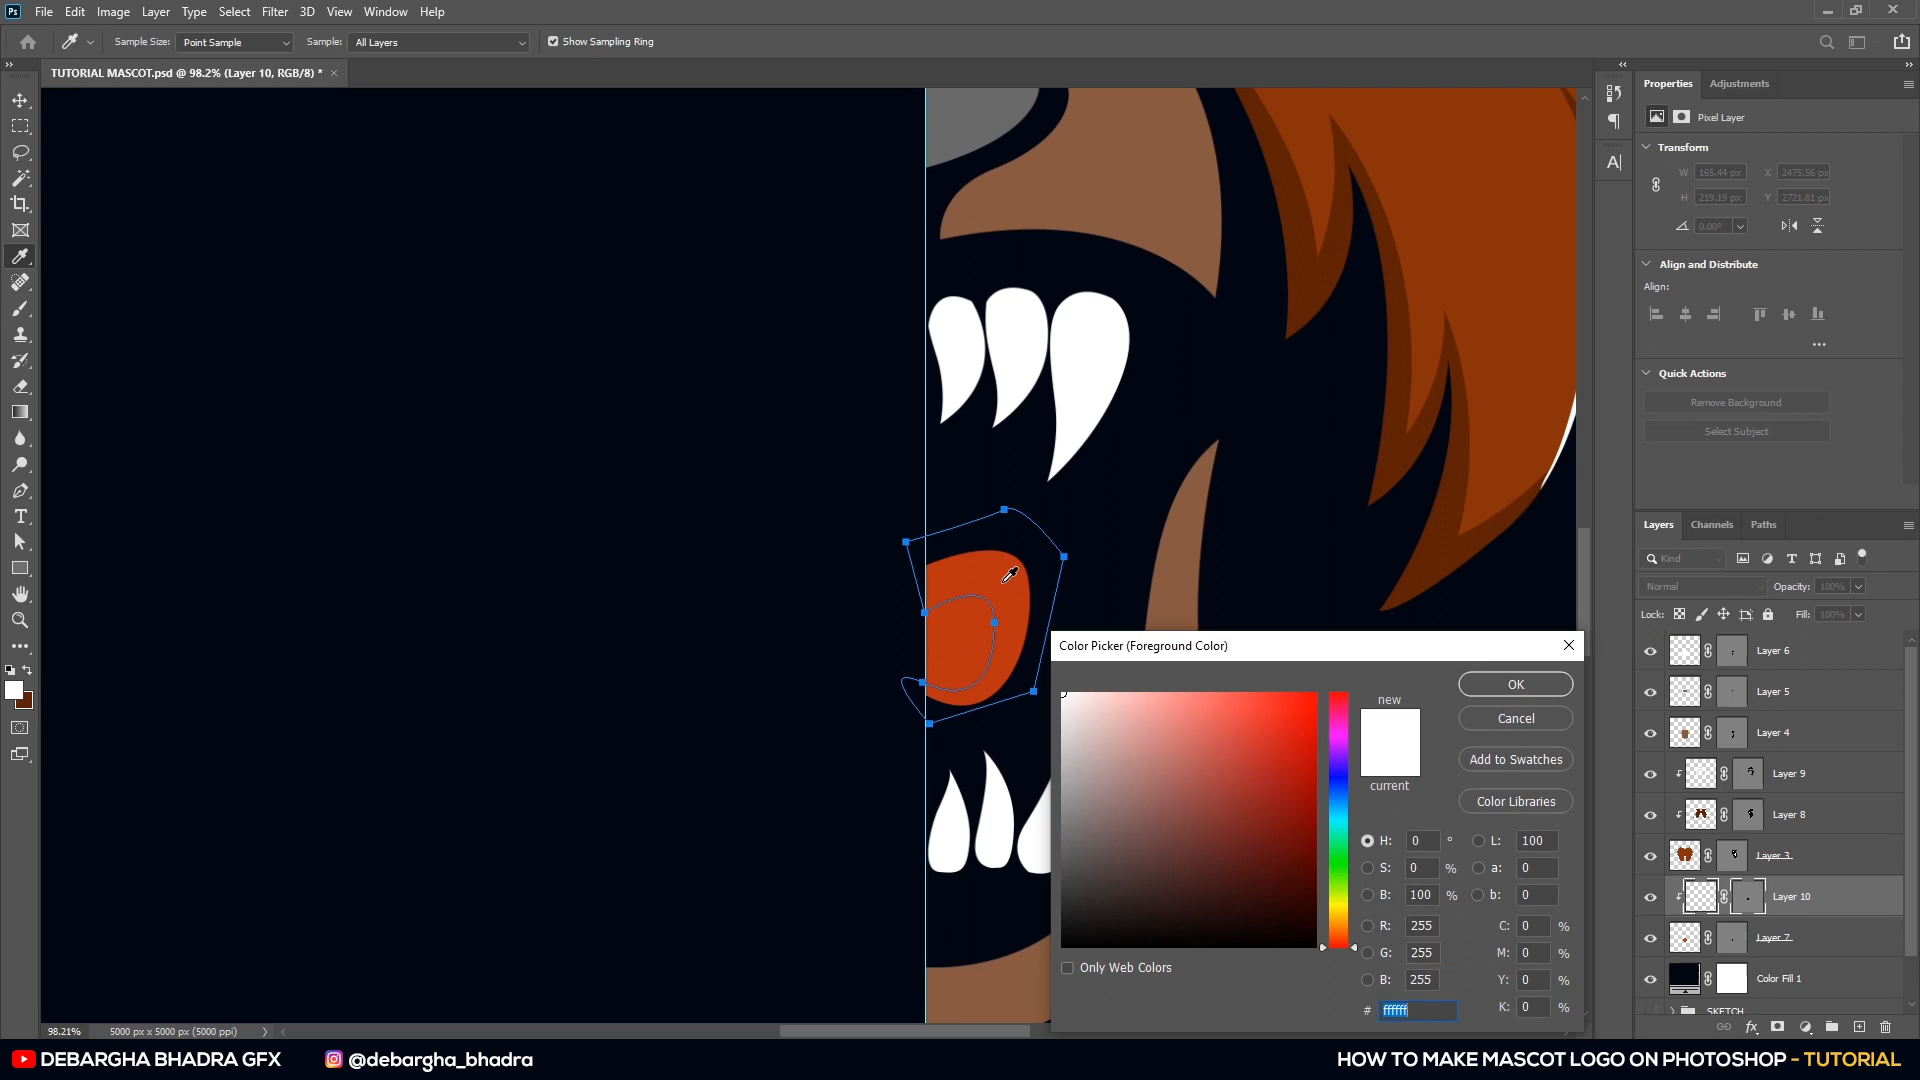 Ps File Edit Image Layer Type Select Filter 3D View Window Help
Sample Size: Point Sample Sample: All Layers Show Sampling Ring
TUTORIAL MASCOT.psd @ 98.2% (Layer 10, RGB/8) * ×
Properties Adjustments
Pixel Layer
Transform
W 165.44 px X 2475.56 px
H 219.19 px Y 2721.81 px
0.00°
Align and Distribute
Align:
Quick Actions
Remove Background
Select Subject
Layers Channels Paths
Kind
Normal Opacity: 100%
Lock: Fill: 100%
Layer 6
Layer 5
Layer 4
Layer 9
Layer 8
Layer 3
Layer 10
Layer 7
Color Fill 1
SKETCH
Color Picker (Foreground Color)
new
current
OK
Cancel
Add to Swatches
Color Libraries
H: 0 ° L: 100
S: 0 % a: 0
B: 100 % b: 0
R: 255 C: 0 %
G: 255 M: 0 %
B: 255 Y: 0 %
# ffffff K: 0 %
Only Web Colors
98.21% 5000 px x 5000 px (5000 ppi)
DEBARGHA BHADRA GFX @debargha_bhadra HOW TO MAKE MASCOT LOGO ON PHOTOSHOP - TUTORIAL